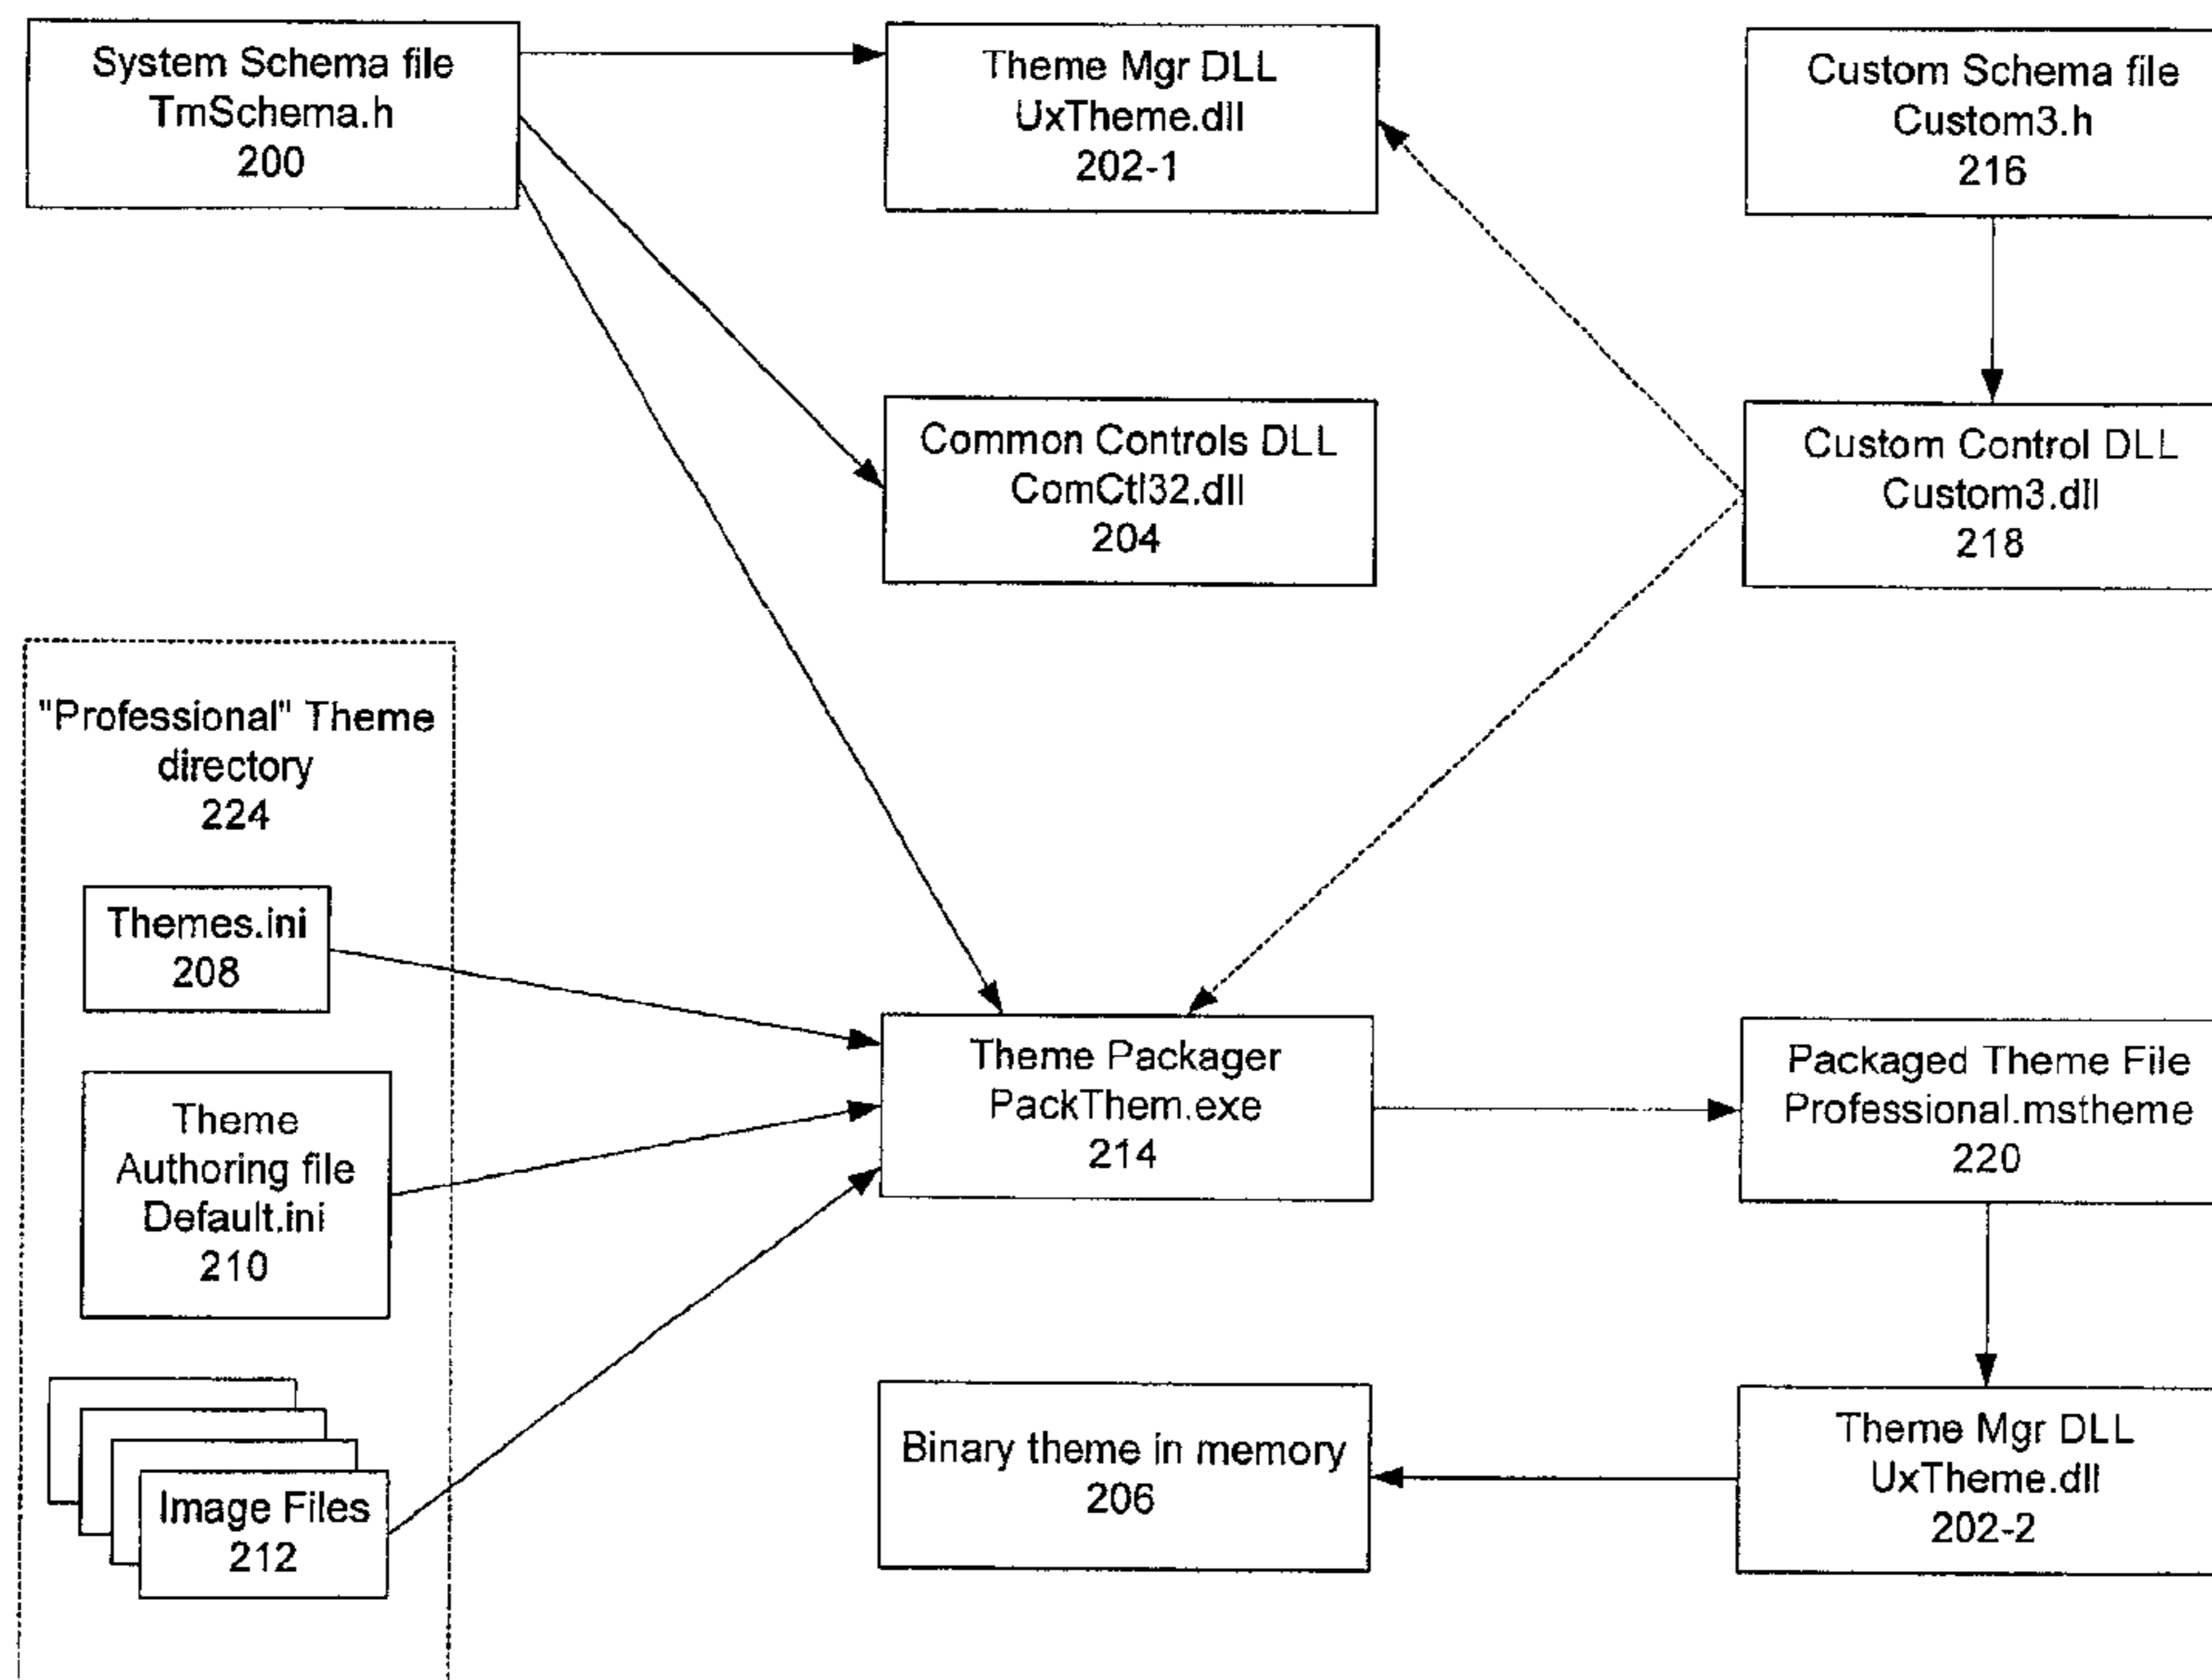 System Schema file
TmSchema.h
200
Theme Mgr DLL
UxTheme.dll
202-1
Custom Schema file
Custom3.h
216
Common Controls DLL
ComCtl32.dll
204
Custom Control DLL
Custom3.dll
218
"Professional" Theme
directory
224
Themes.ini
208
Theme
Authoring file
Default.ini
210
Image Files
212
Theme Packager
PackThem.exe
214
Packaged Theme File
Professional.mstheme
220
Binary theme in memory
206
Theme Mgr DLL
UxTheme.dll
202-2